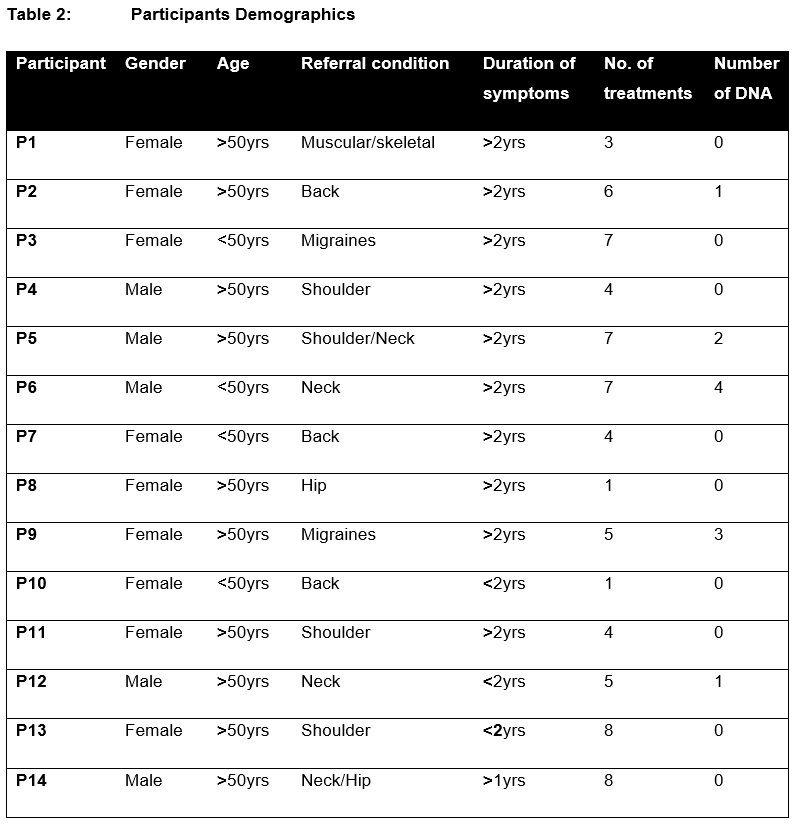 Table 2: Participants Demographics
Participant Gender Age Referral condition Duration of symptoms No. of treatments Number of DNA
P1 Female >50yrs Muscular/skeletal >2yrs 3 0
P2 Female >50yrs Back >2yrs 6 1
P3 Female <50yrs Migraines >2yrs 7 0
P4 Male >50yrs Shoulder >2yrs 4 0
P5 Male >50yrs Shoulder/Neck >2yrs 7 2
P6 Male <50yrs Neck >2yrs 7 4
P7 Female <50yrs Back >2yrs 4 0
P8 Female >50yrs Hip >2yrs 1 0
P9 Female >50yrs Migraines >2yrs 5 3
P10 Female <50yrs Back <2yrs 1 0
P11 Female >50yrs Shoulder >2yrs 4 0
P12 Male >50yrs Neck <2yrs 5 1
P13 Female >50yrs Shoulder <2yrs 8 0
P14 Male >50yrs Neck/Hip >1yrs 8 0